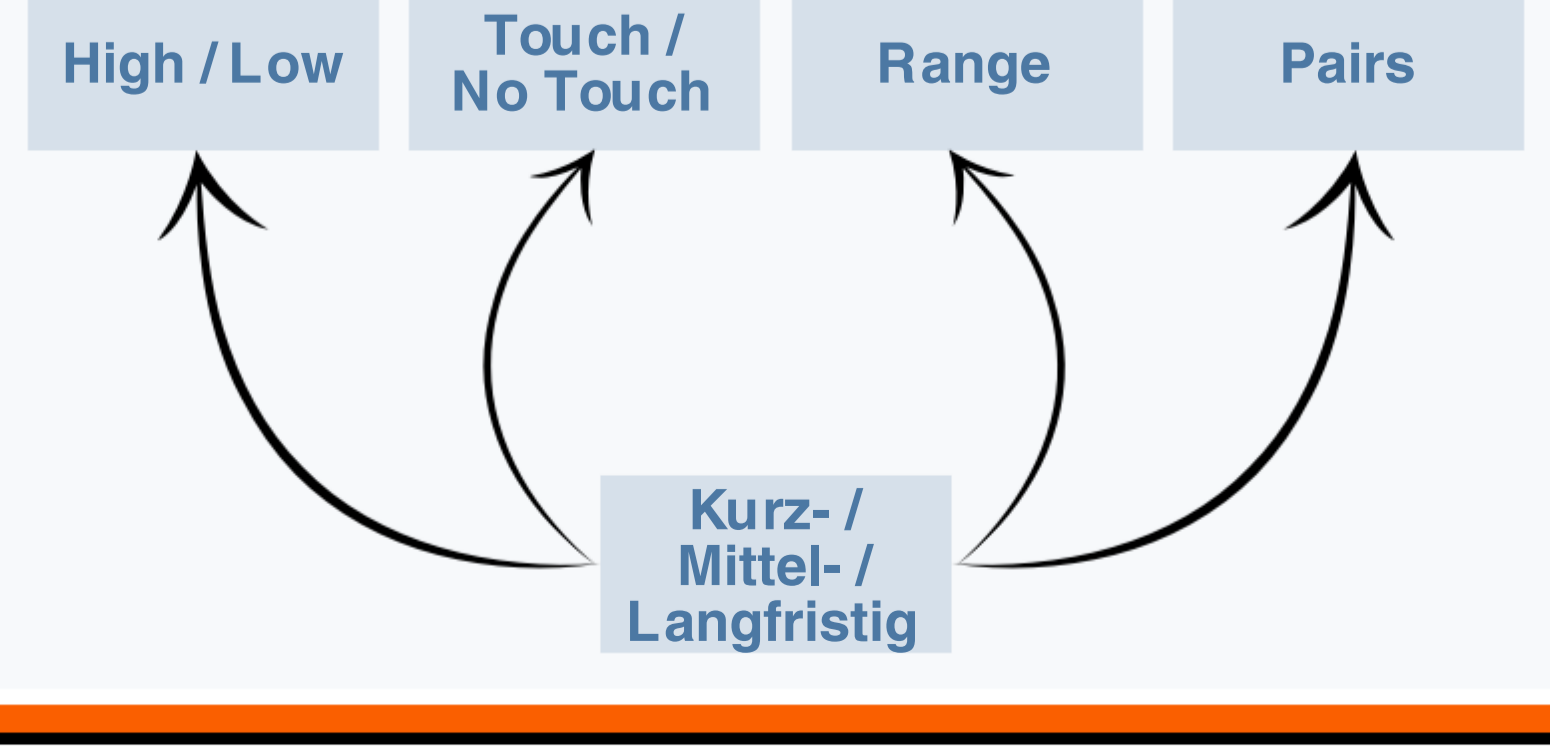 High / Low
Touch /
No Touch
Range
Pairs
Kurz- /
Mittel- /
Langfristig